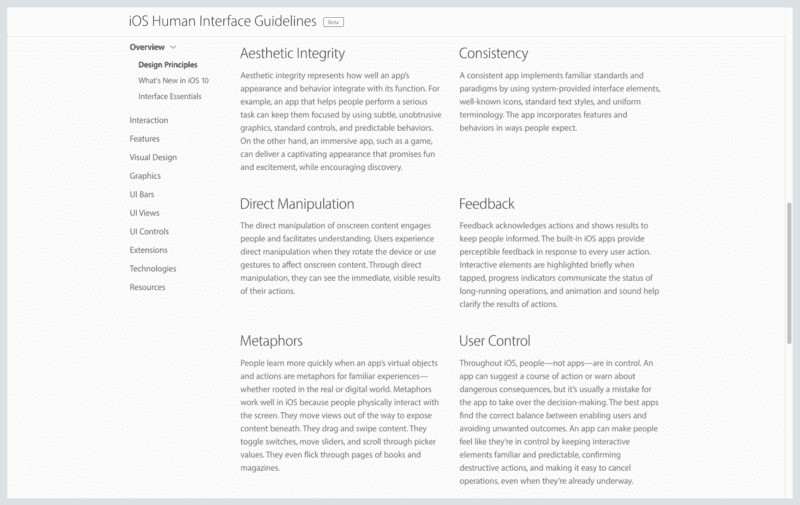 iOS Human Interface Guidelines Beta
Overview
Design Principles
What's New in iOS 10
Interface Essentials
Interaction
Features
Visual Design
Graphics
UI Bars
UI Views
UI Controls
Extensions
Technologies
Resources
Aesthetic Integrity
Aesthetic integrity represents how well an app's
appearance and behavior integrate with its function. For
example, an app that helps people perform a serious
task can keep them focused by using subtle, unobtrusive
graphics, standard controls, and predictable behaviors.
On the other hand, an immersive app, such as a game,
can deliver a captivating appearance that promises fun
and excitement, while encouraging discovery.
Consistency
A consistent app implements familiar standards and
paradigms by using system-provided interface elements,
well-known icons, standard text styles, and uniform
terminology. The app incorporates features and
behaviors in ways people expect.
Direct Manipulation
The direct manipulation of onscreen content engages
people and facilitates understanding. Users experience
direct manipulation when they rotate the device or use
gestures to affect onscreen content. Through direct
manipulation, they can see the immediate, visible results
of their actions.
Feedback
Feedback acknowledges actions and shows results to
keep people informed. The built-in iOS apps provide
perceptible feedback in response to every user action.
Interactive elements are highlighted briefly when
tapped, progress indicators communicate the status of
long-running operations, and animation and sound help
clarify the results of actions.
Metaphors
People learn more quickly when an app's virtual objects
and actions are metaphors for familiar experiences—
whether rooted in the real or digital world. Metaphors
work well in iOS because people physically interact with
the screen. They move views out of the way to expose
content beneath. They drag and swipe content. They
toggle switches, move sliders, and scroll through picker
values. They even flick through pages of books and
magazines.
User Control
Throughout iOS, people—not apps—are in control. An
app can suggest a course of action or warn about
dangerous consequences, but it's usually a mistake for
the app to take over the decision-making. The best apps
find the correct balance between enabling users and
avoiding unwanted outcomes. An app can make people
feel like they're in control by keeping interactive
elements familiar and predictable, confirming
destructive actions, and making it easy to cancel
operations, even when they're already underway.